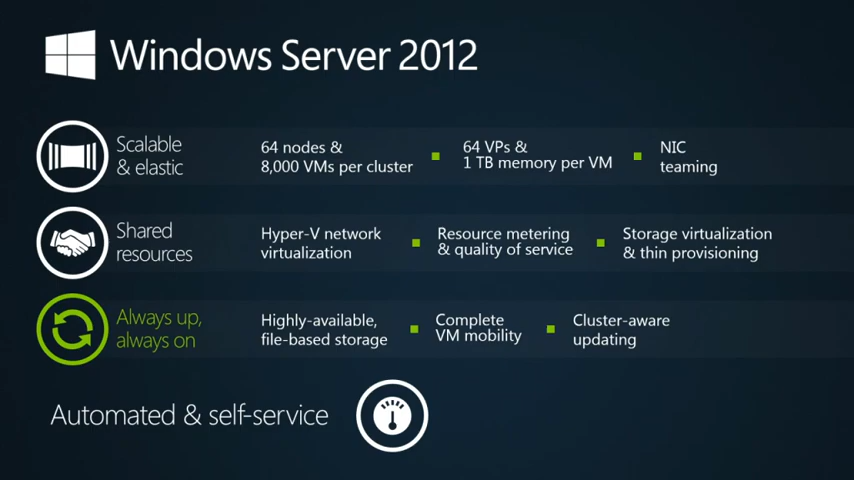 Windows Server 2012
Scalable
& elastic
64 nodes &
8,000 VMs per cluster
64 VPs &
1 TB memory per VM
NIC
teaming
Shared
resources
Hyper-V network
virtualization
Resource metering
& quality of service
Storage virtualization
& thin provisioning
Always up,
always on
Highly-available,
file-based storage
Complete
VM mobility
Cluster-aware
updating
Automated & self-service